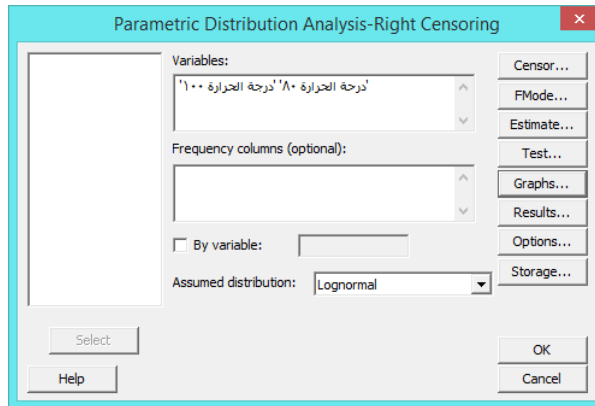 Parametric Distribution Analysis-Right Censoring
Variables:
'درجة الحرارة ٨٠' 'درجة الحرارة ١٠٠'
Frequency columns (optional):
By variable:
Assumed distribution: Lognormal
Select
Help
Censor...
FMode...
Estimate...
Test...
Graphs...
Results...
Options...
Storage...
OK
Cancel